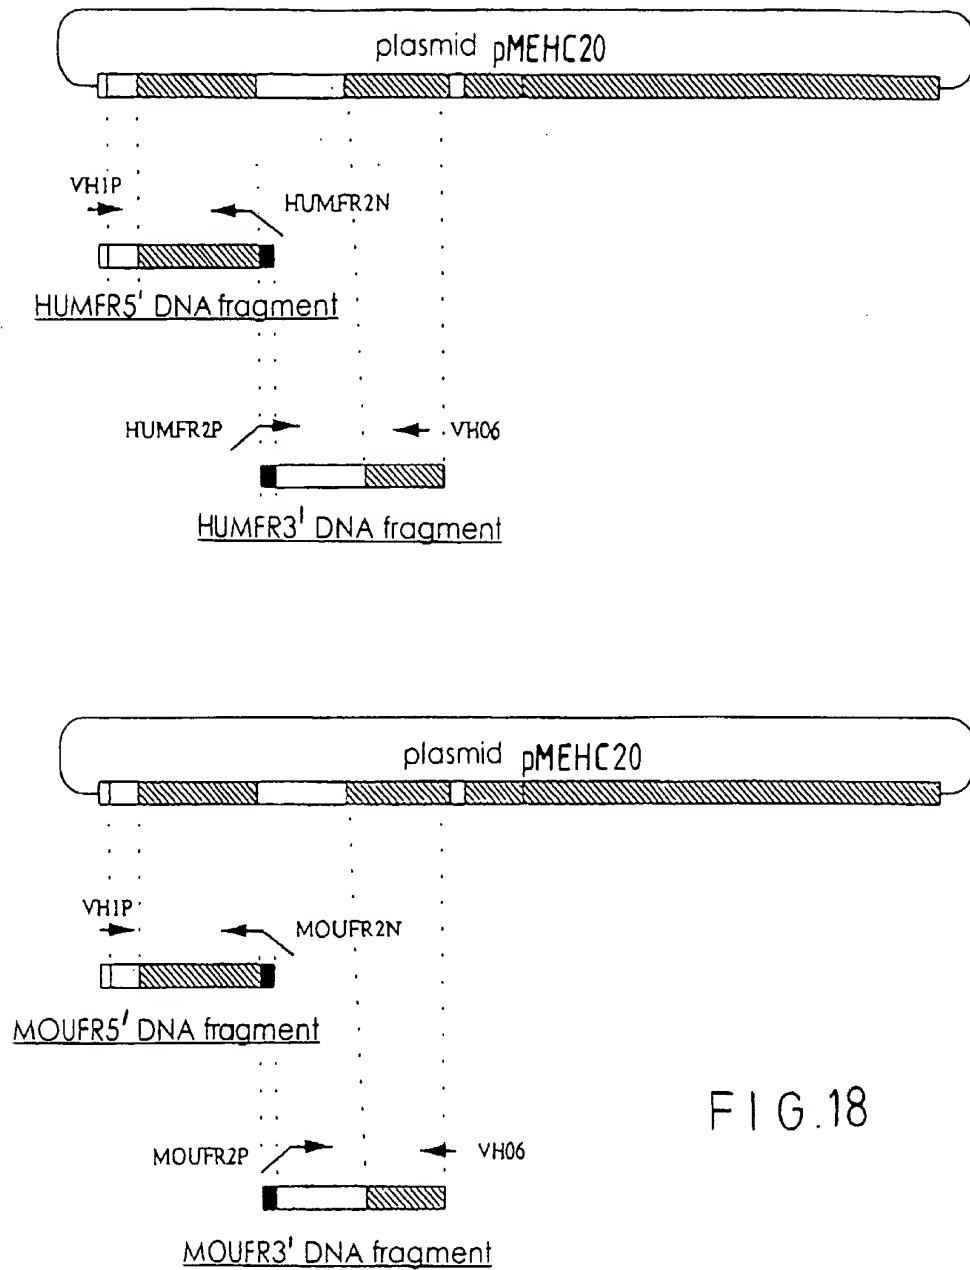 plasmid pMEHC20
VH1P
HUMFR2N
HUMFR5' DNA fragment
HUMFR2P
VH06
HUMFR3' DNA fragment
plasmid pMEHC20
VH1P
MOUFR2N
MOUFR5' DNA fragment
FIG.18
MOUFR2P
VH06
MOUFR3' DNA fragment